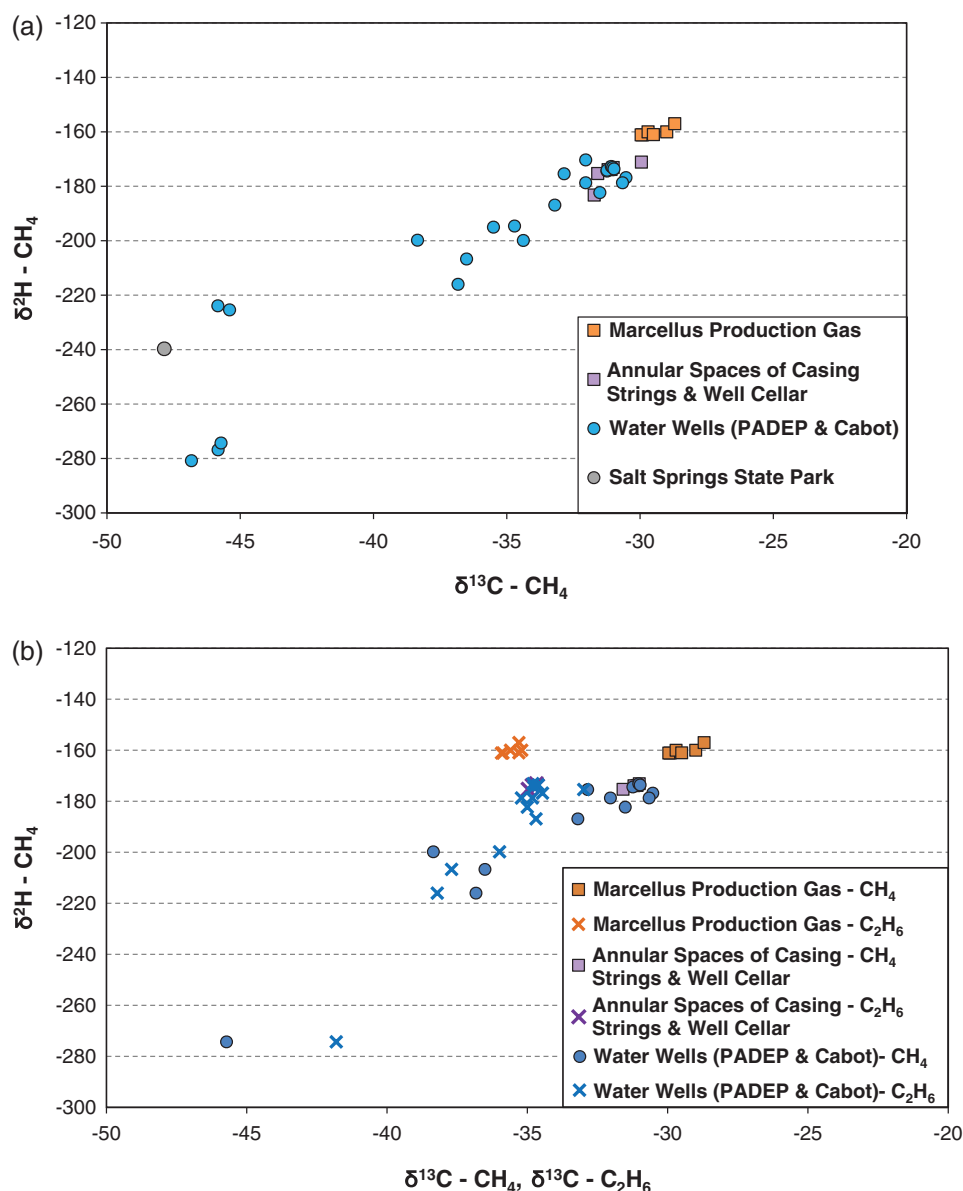 (a)
-120
-140
-160
-180
-200
-220
-240
-260
-280
-300
δ²H - CH₄
Marcellus Production Gas
Annular Spaces of Casing
Strings & Well Cellar
Water Wells (PADEP & Cabot)
Salt Springs State Park
-50 -45 -40 -35 -30 -25 -20
δ¹³C - CH₄
(b)
-120
-140
-160
-180
-200
-220
-240
-260
-280
-300
δ²H - CH₄
Marcellus Production Gas - CH₄
Marcellus Production Gas - C₂H₆
Annular Spaces of Casing - CH₄
Strings & Well Cellar
Annular Spaces of Casing - C₂H₆
Strings & Well Cellar
Water Wells (PADEP & Cabot)- CH₄
Water Wells (PADEP & Cabot)- C₂H₆
-50 -45 -40 -35 -30 -25 -20
δ¹³C - CH₄, δ¹³C - C₂H₆